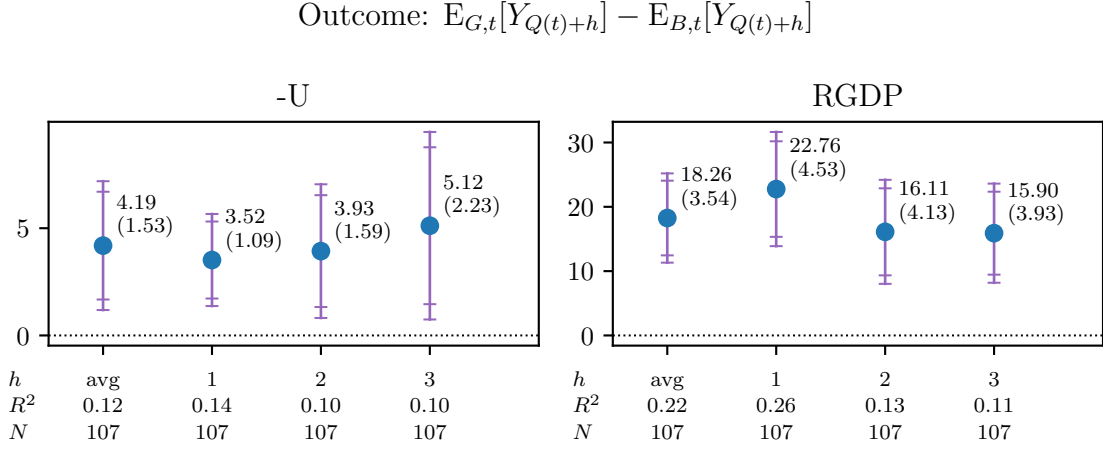 Outcome: E_{G,t}[Y_{Q(t)+h}] − E_{B,t}[Y_{Q(t)+h}]
-U
5
0
4.19
(1.53)
3.52
(1.09)
3.93
(1.59)
5.12
(2.23)
h avg 1 2 3
R² 0.12 0.14 0.10 0.10
N 107 107 107 107
RGDP
30
20
10
0
18.26
(3.54)
22.76
(4.53)
16.11
(4.13)
15.90
(3.93)
h avg 1 2 3
R² 0.22 0.26 0.13 0.11
N 107 107 107 107